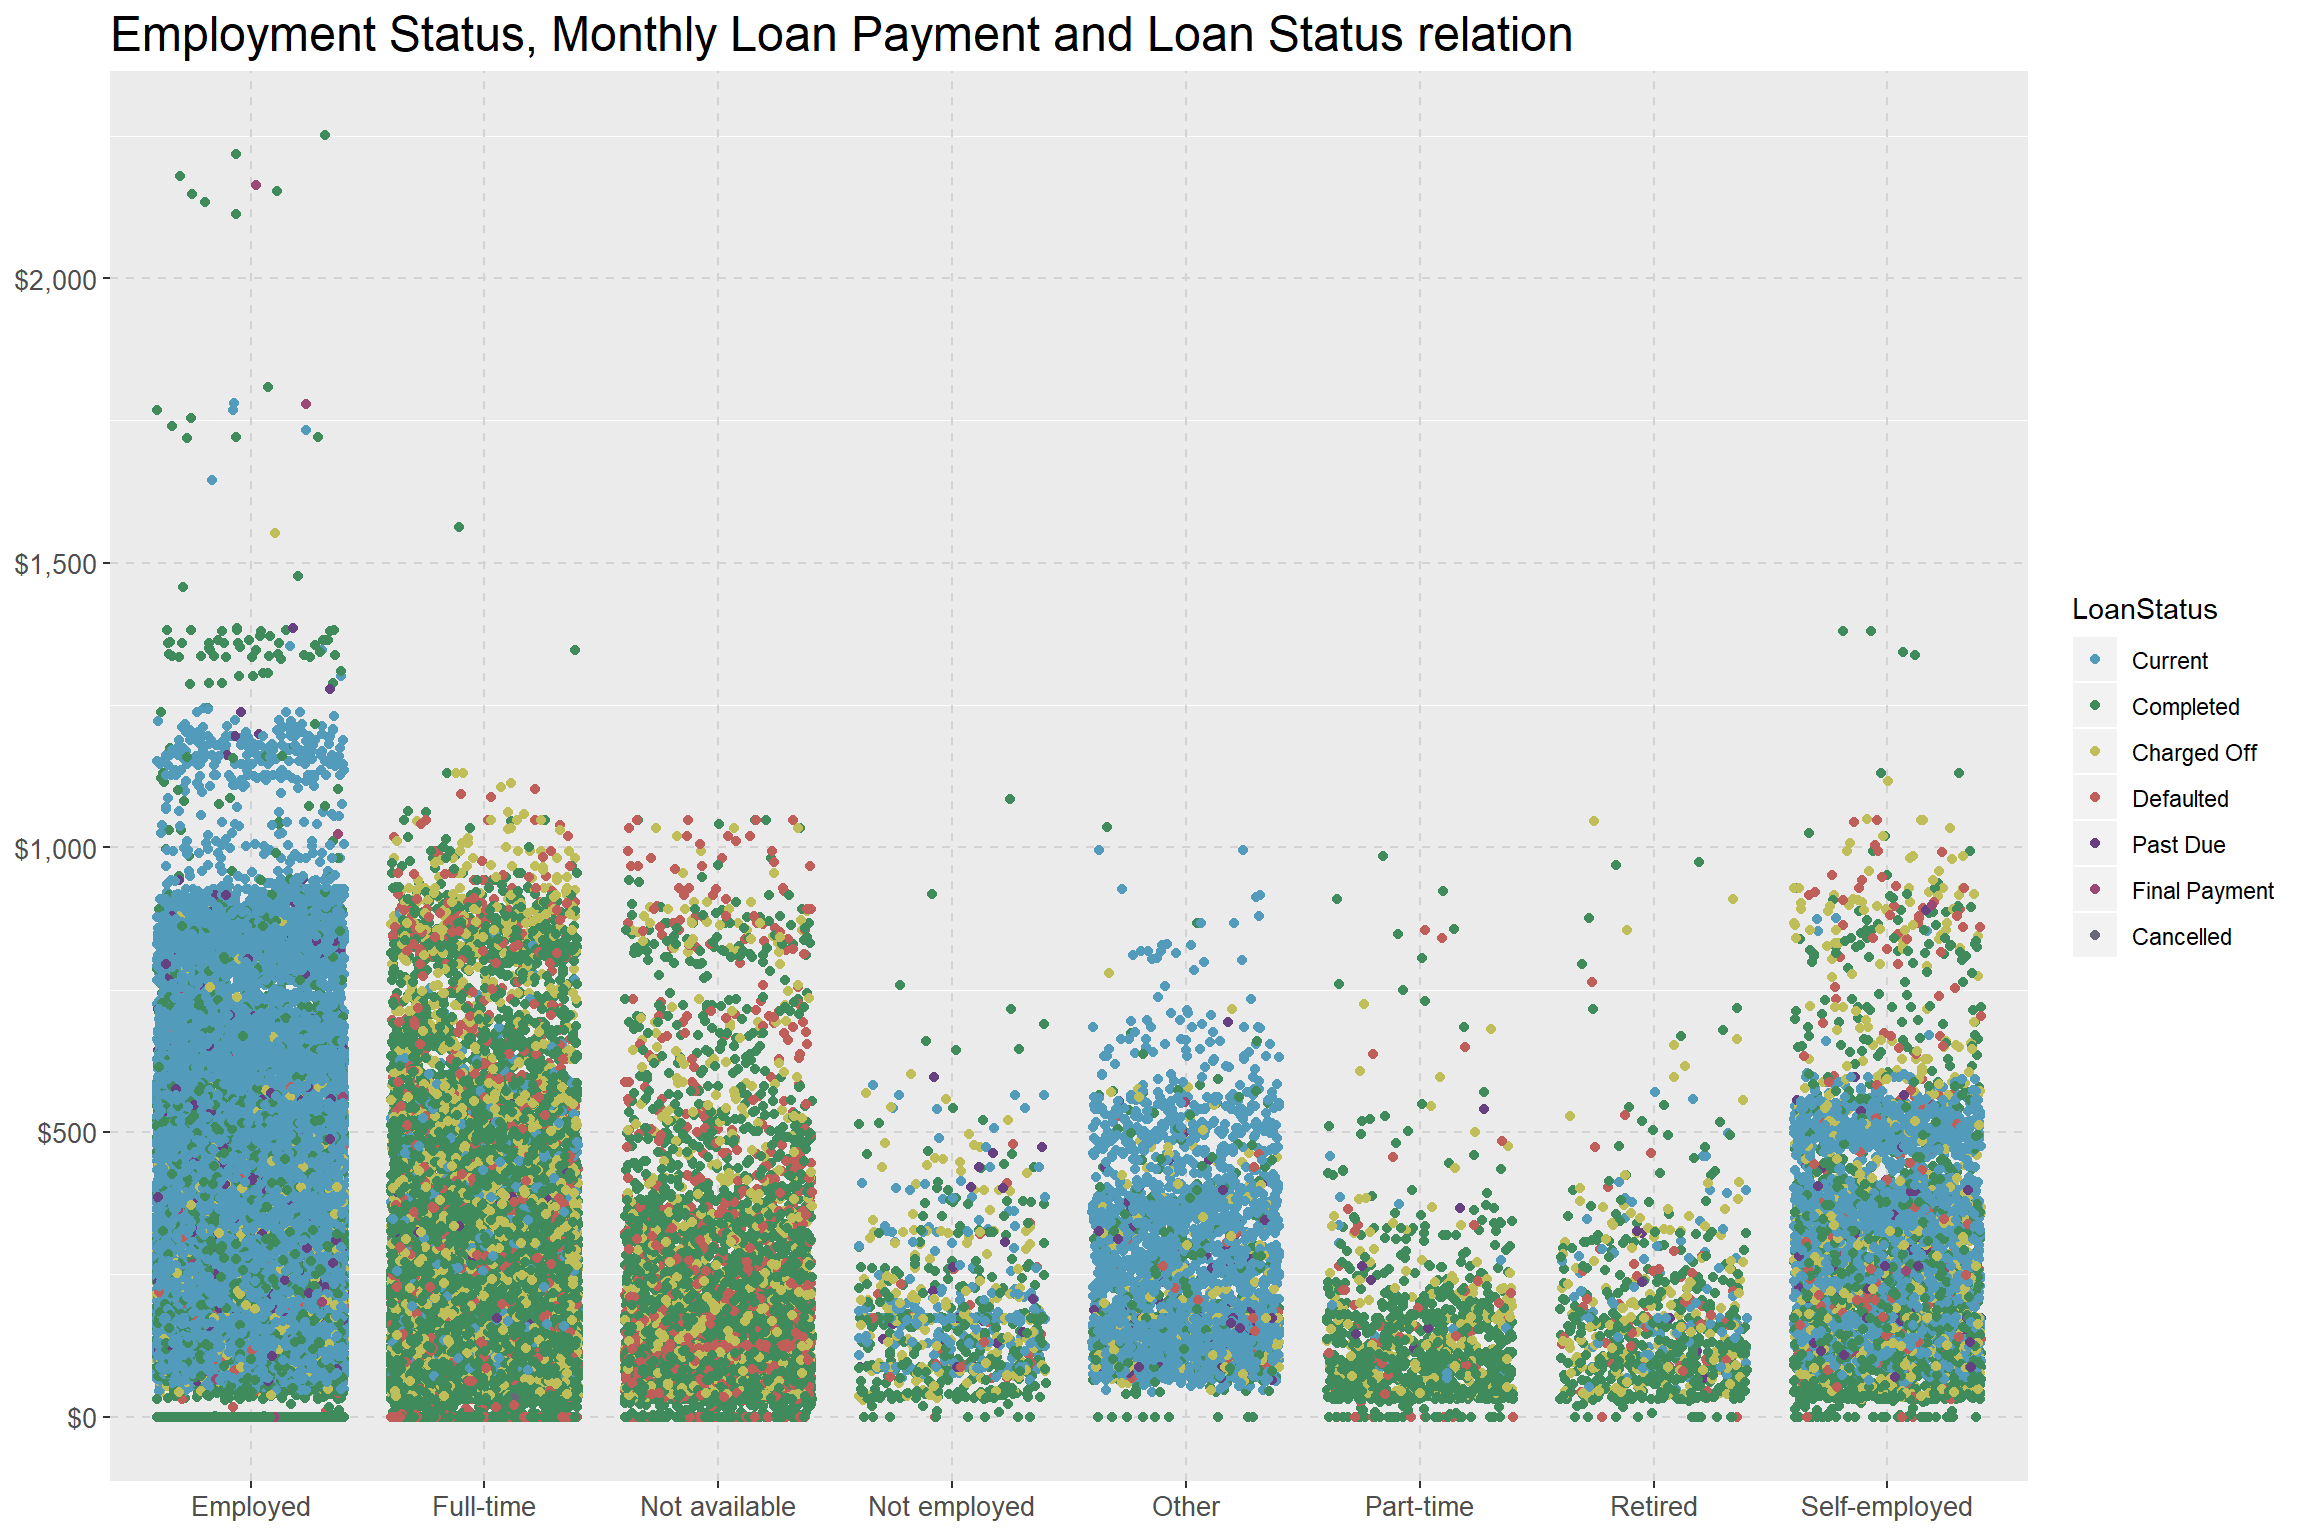 Employment Status, Monthly Loan Payment and Loan Status relation
$2,000
$1,500
$1,000
$500
$0
Employed
Full-time
Not available
Not employed
Other
Part-time
Retired
Self-employed
LoanStatus
Current
Completed
Charged Off
Defaulted
Past Due
Final Payment
Cancelled